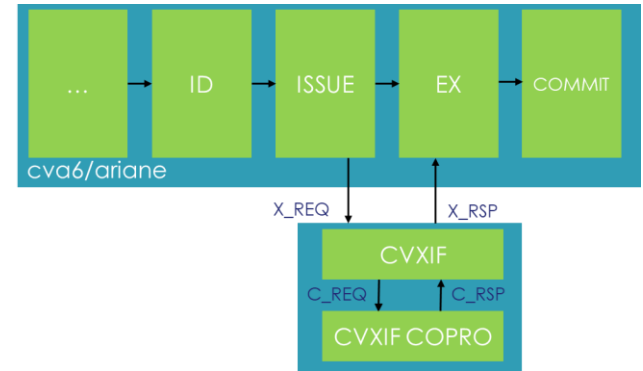 ...
ID
ISSUE
EX
COMMIT
cva6/ariane
X_REQ
X_RSP
CVXIF
C_REQ
C_RSP
CVXIF COPRO